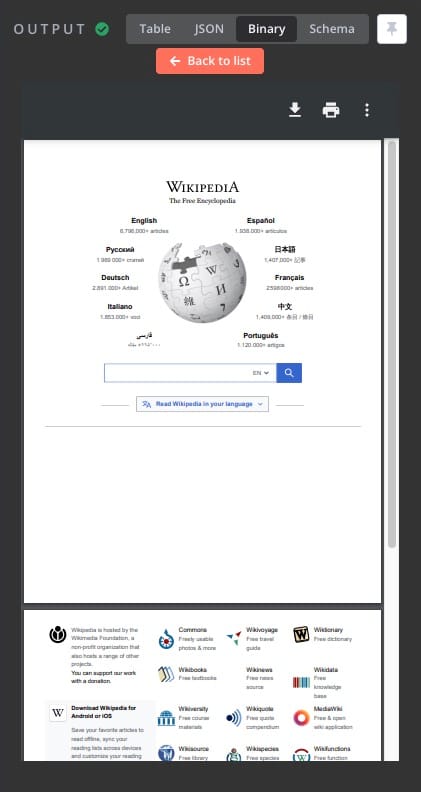 OUTPUT
Table JSON Binary Schema
Back to list
WIKIPEDIA
The Free Encyclopedia
English
6,796,000+ articles
Español
1.938.000+ artículos
Русский
1 969 000+ статей
日本語
1,407,000+ 記事
Deutsch
2.891.000+ Artikel
Français
2 598 000+ articles
Italiano
1.853.000+ voci
中文
1,409,000+ 条目 / 條目
فارسی
Português
1.120.000+ artigos
Ω W И 維
EN
Read Wikipedia in your language
Wikipedia is hosted by the
Wikimedia Foundation, a
non-profit organization that
also hosts a range of other
projects.
You can support our work
with a donation.
Download Wikipedia for
Android or iOS
Save your favorite articles to
read offline, sync your
reading lists across devices
and customize your reading
Commons
Freely usable
photos & more
Wikivoyage
Free travel
guide
Wiktionary
Free dictionary
Wikibooks
Free textbooks
Wikinews
Free news
source
Wikidata
Free
knowledge
base
Wikiversity
Free course
materials
Wikiquote
Free quote
compendium
MediaWiki
Free & open
wiki application
Wikisource
Free library
Wikispecies
Free species
Wikifunctions
Free function